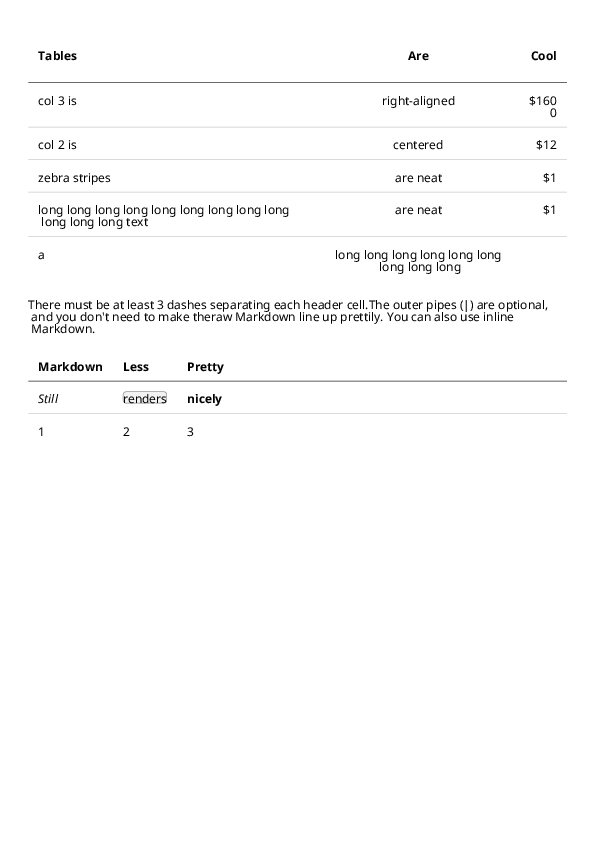 Tables Are Cool
col 3 is right-aligned $160
0
col 2 is centered $12
zebra stripes are neat $1
long long long long long long long long long long are neat $1
long long long text
a long long long long long long
long long long
There must be at least 3 dashes separating each header cell.The outer pipes (|) are optional,
and you don't need to make theraw Markdown line up prettily. You can also use inline
Markdown.
Markdown Less Pretty
Still renders nicely
1 2 3